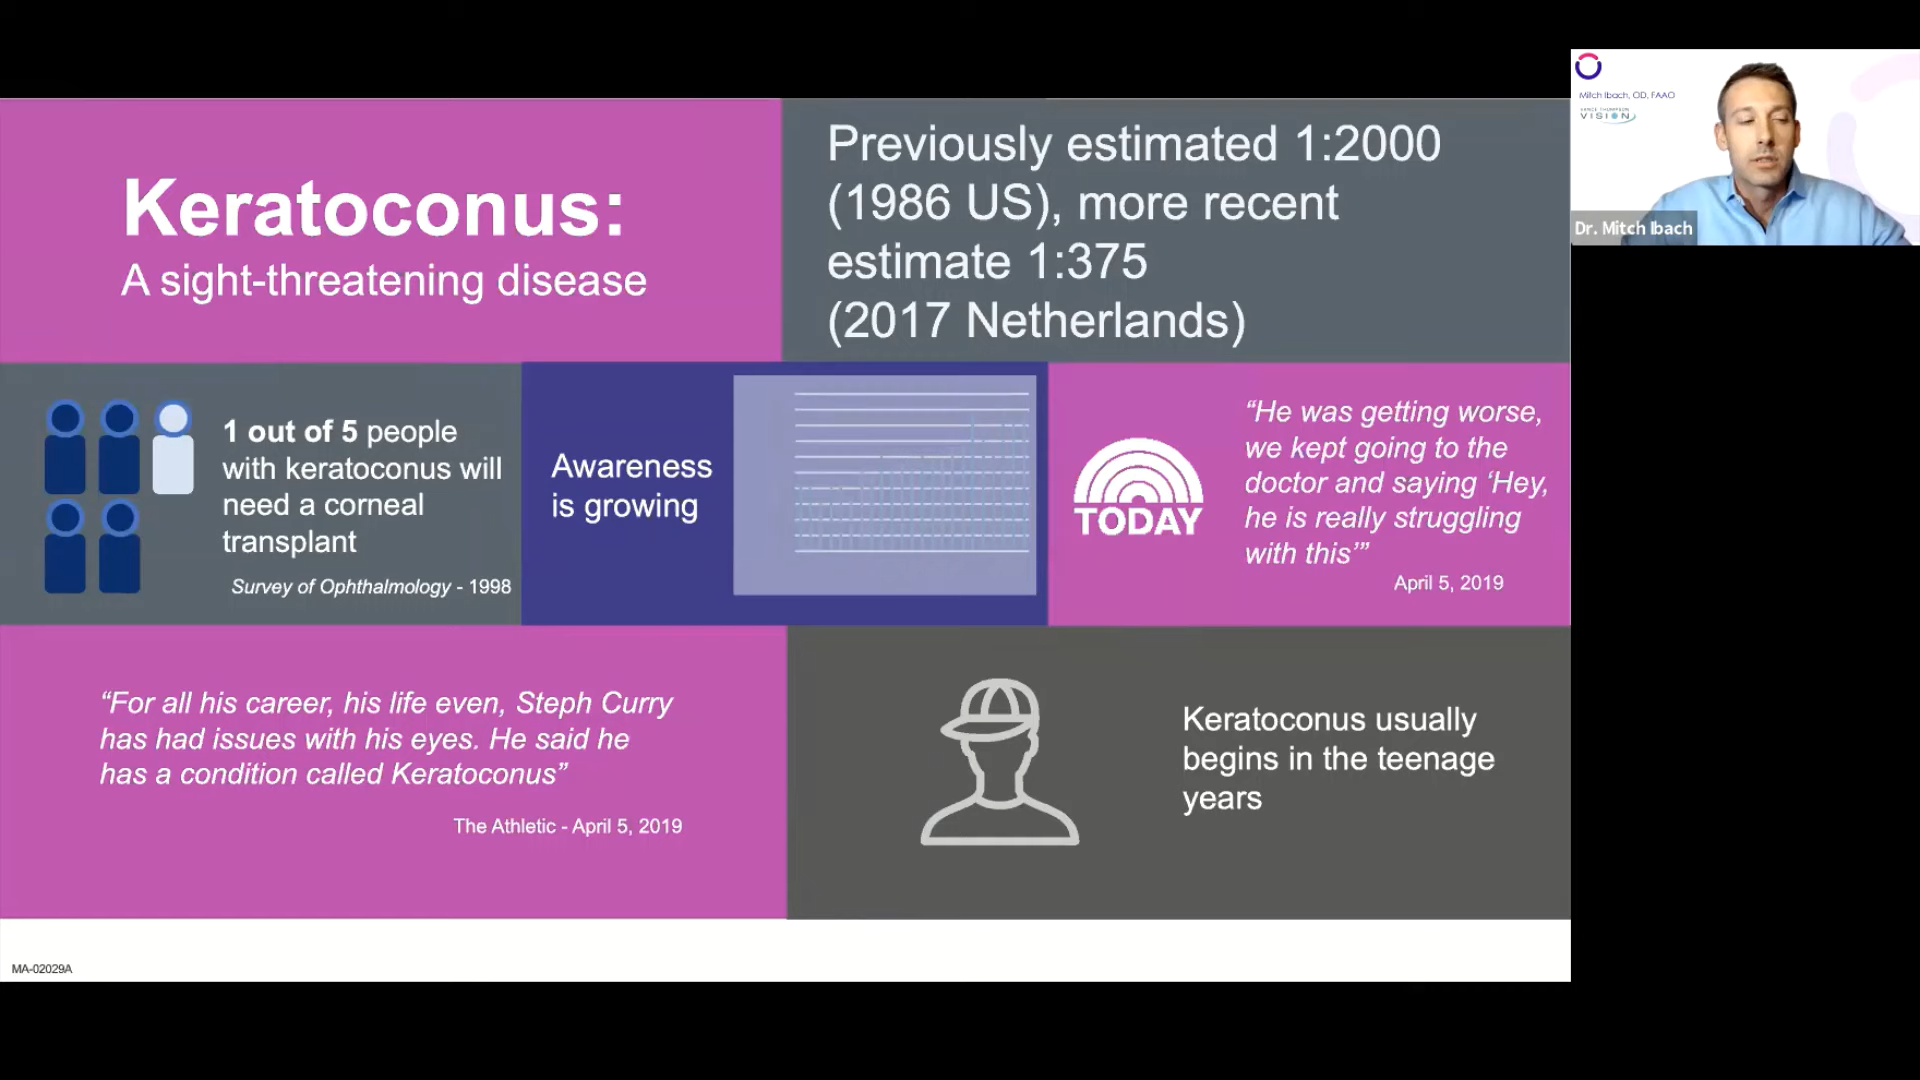 Keratoconus:
A sight-threatening disease
Previously estimated 1:2000
(1986 US), more recent
estimate 1:375
(2017 Netherlands)
Mitch Ibach, OD, FAAO
VANCE THOMPSON
VISION
Dr. Mitch Ibach
1 out of 5 people
with keratoconus will
need a corneal
transplant
Survey of Ophthalmology - 1998
Awareness
is growing
TODAY
“He was getting worse,
we kept going to the
doctor and saying ‘Hey,
he is really struggling
with this’”
April 5, 2019
“For all his career, his life even, Steph Curry
has had issues with his eyes. He said he
has a condition called Keratoconus”
The Athletic - April 5, 2019
Keratoconus usually
begins in the teenage
years
MA-02029A